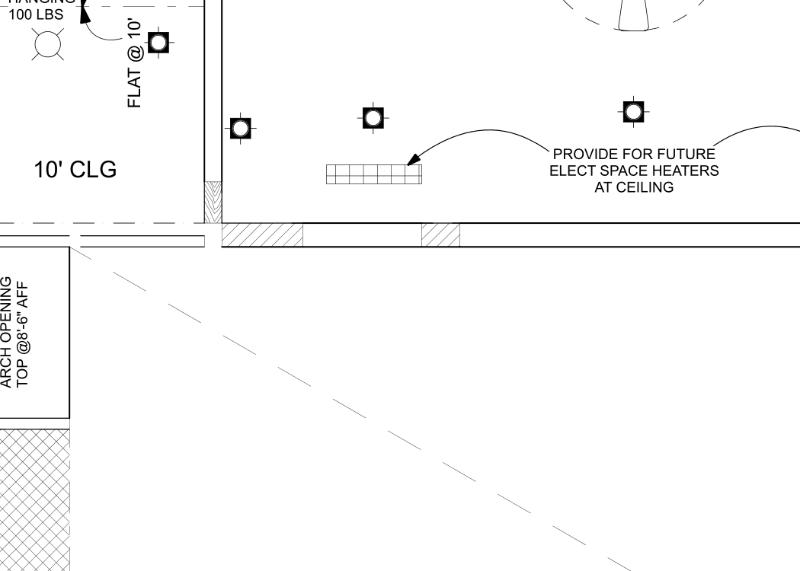 HANGING
100 LBS
FLAT @ 10'
10' CLG
PROVIDE FOR FUTURE
ELECT SPACE HEATERS
AT CEILING
ARCH OPENING
TOP @8'-6" AFF